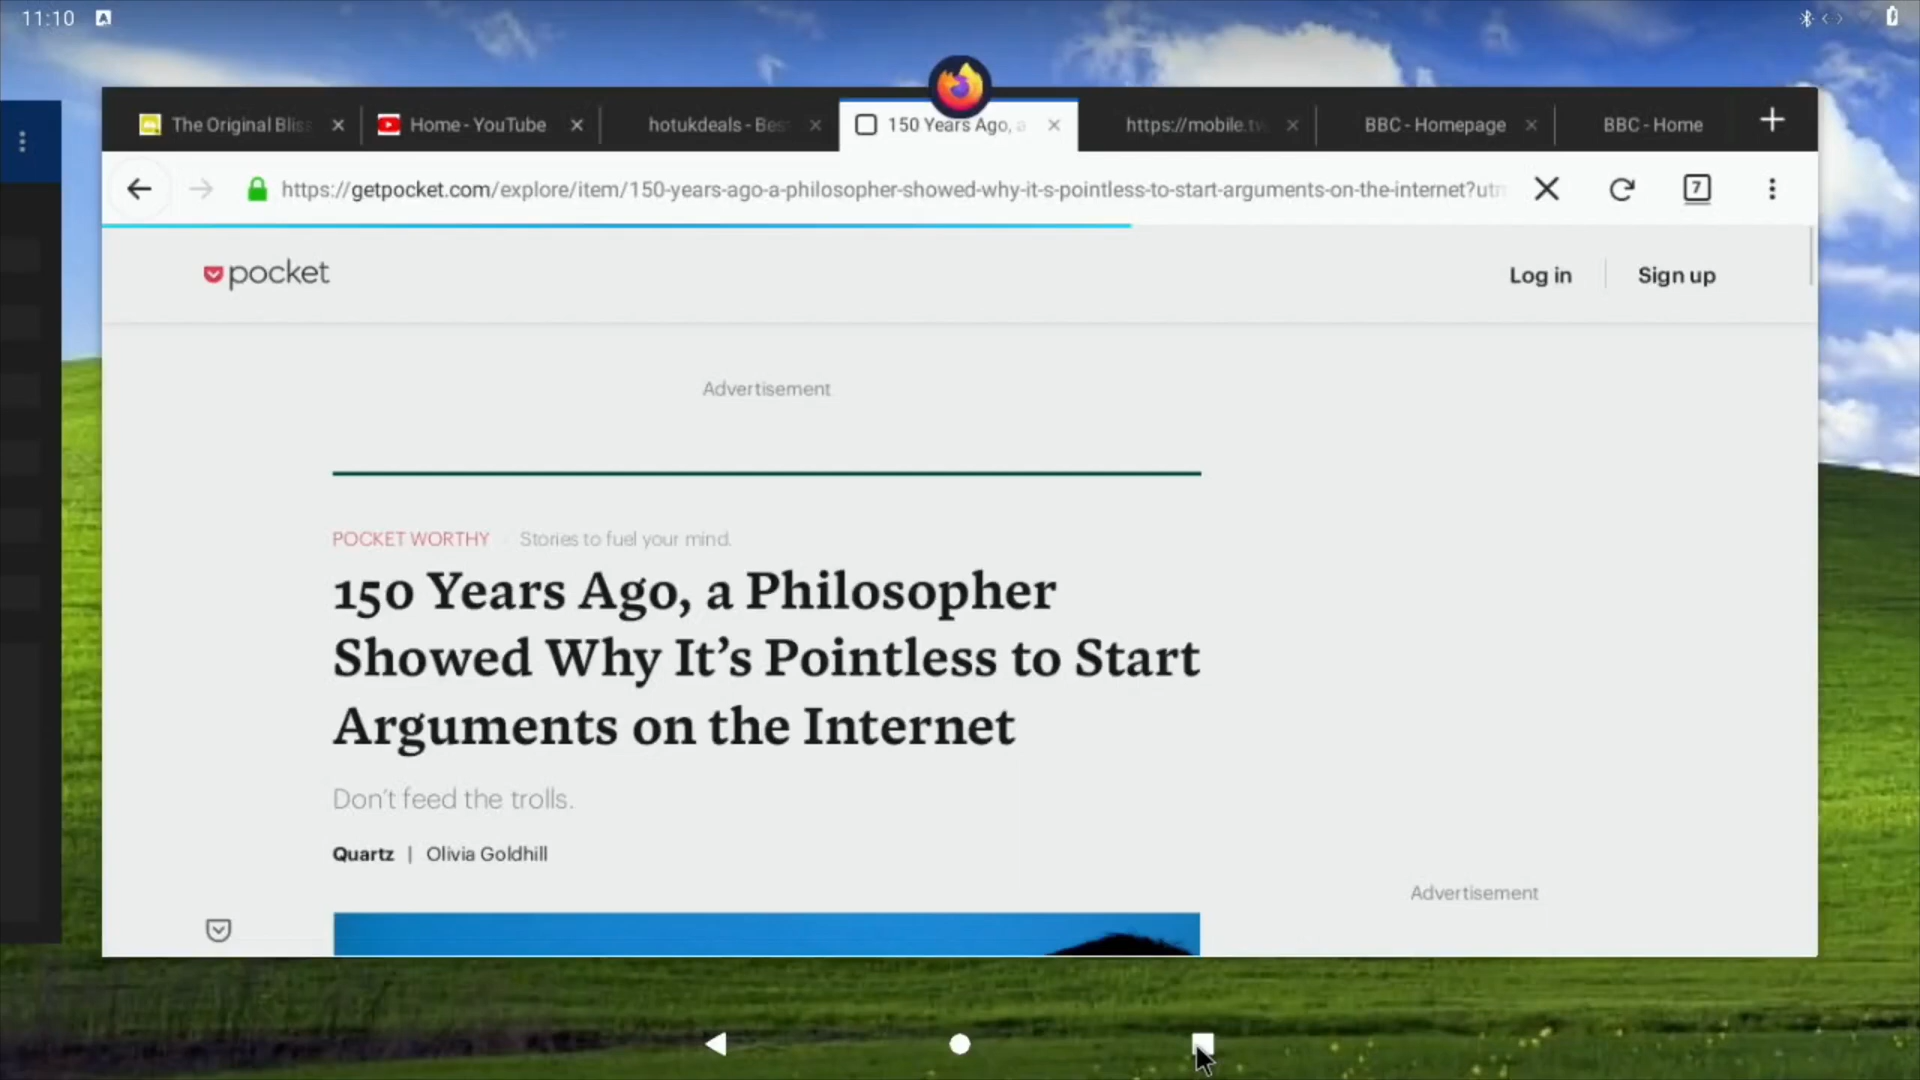 11:10
The Original Blis
Home - YouTube
hotukdeals - Bes
150 Years Ago, a
https://mobile.tw
BBC - Homepage
BBC - Home
https://getpocket.com/explore/item/150-years-ago-a-philosopher-showed-why-it-s-pointless-to-start-arguments-on-the-internet?utm
7
pocket
Log in
Sign up
Advertisement
POCKET WORTHY · Stories to fuel your mind.
150 Years Ago, a Philosopher
Showed Why It’s Pointless to Start
Arguments on the Internet
Don’t feed the trolls.
Quartz | Olivia Goldhill
Advertisement